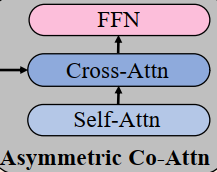 FFN
Cross-Attn
Self-Attn
Asymmetric Co-Attn